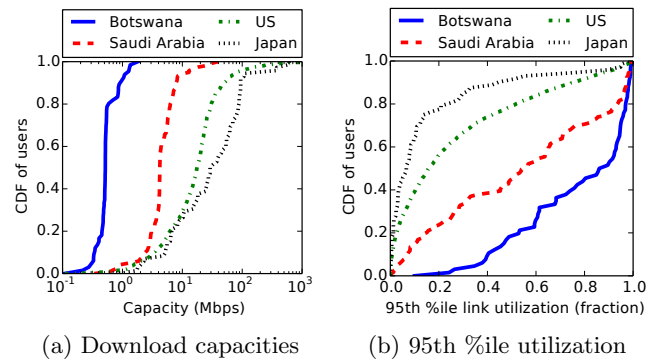 Botswana US
Saudi Arabia Japan
1.0
0.8
0.6
0.4
0.2
0.0
CDF of users
10^-1 10^0 10^1 10^2 10^3
Capacity (Mbps)
(a) Download capacities
Botswana US
Saudi Arabia Japan
1.0
0.8
0.6
0.4
0.2
0.0
CDF of users
0.0 0.2 0.4 0.6 0.8 1.0
95th %ile link utilization (fraction)
(b) 95th %ile utilization